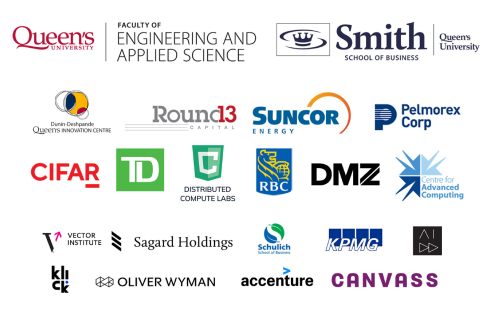 Queen's
UNIVERSITY
FACULTY OF
ENGINEERING AND
APPLIED SCIENCE
Smith
SCHOOL OF BUSINESS
Queen's
University
Dunin-Deshpande
Queen's INNOVATION CENTRE
Round13
CAPITAL
SUNCOR
ENERGY
Pelmorex
Corp
CIFAR
TD
DISTRIBUTED
COMPUTE LABS
RBC
DMZ
Centre for
Advanced
Computing
VECTOR
INSTITUTE
Sagard Holdings
Schulich
School of Business
KPMG
AI
DD
klick
OLIVER WYMAN
accenture
CANVASS